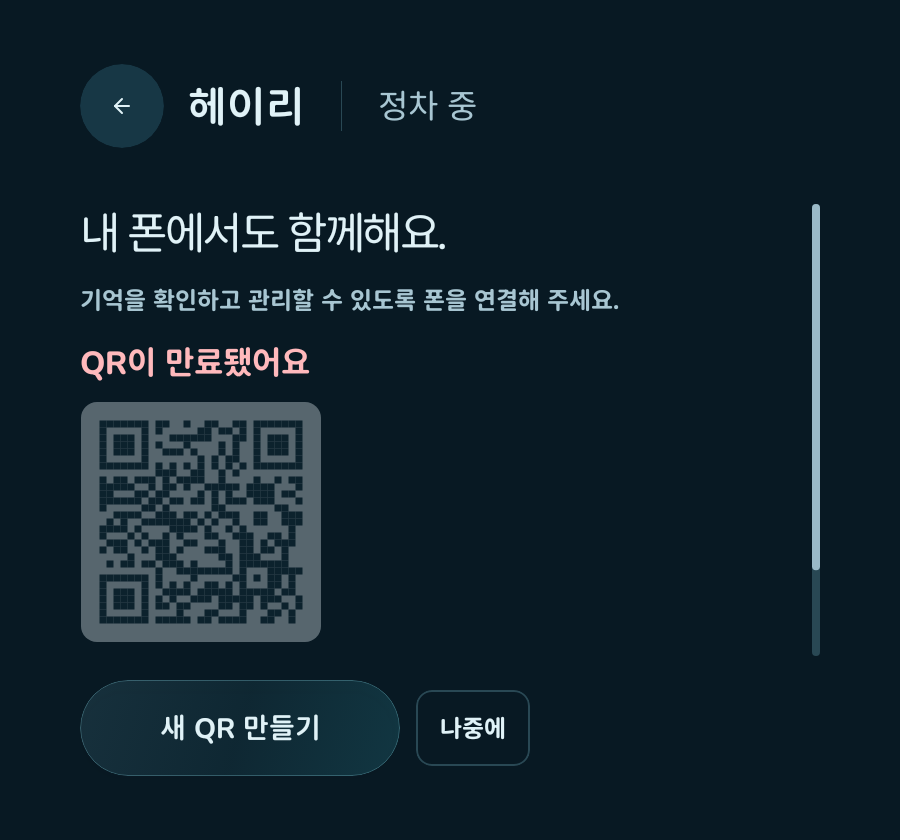 헤이리
정차 중
내 폰에서도 함께해요.
기억을 확인하고 관리할 수 있도록 폰을 연결해 주세요.
QR이 만료됐어요
새 QR 만들기
나중에